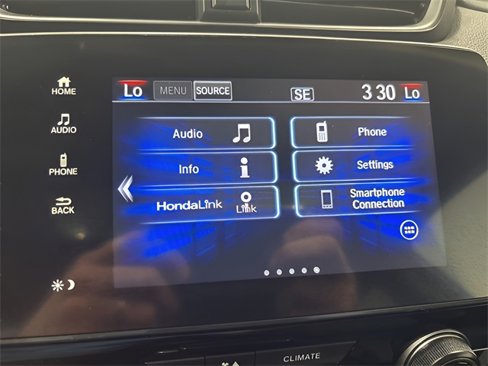 HOME
AUDIO
PHONE
BACK
Lo MENU SOURCE SE 3 30 Lo
Audio Phone
Info Settings
HondaLink Link Smartphone
Connection
CLIMATE